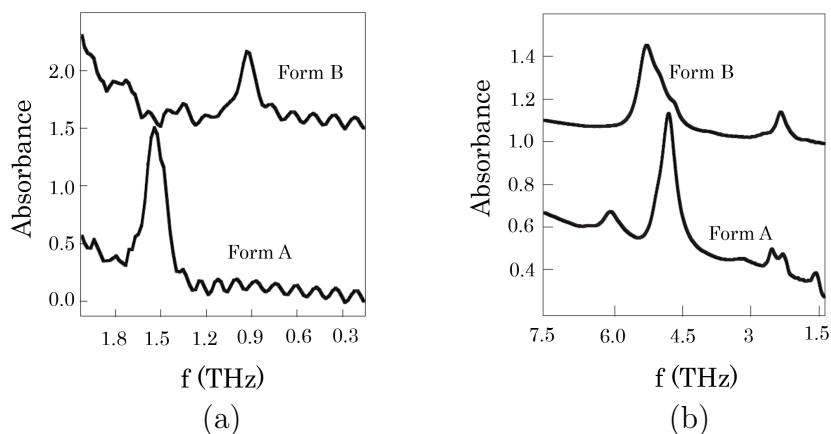 Absorbance
2.0
1.5
1.0
0.5
0.0
Form B
Form A
1.8 1.5 1.2 0.9 0.6 0.3
f (THz)
(a)
Absorbance
1.4
1.2
1.0
0.8
0.6
0.4
Form B
Form A
7.5 6.0 4.5 3 1.5
f (THz)
(b)